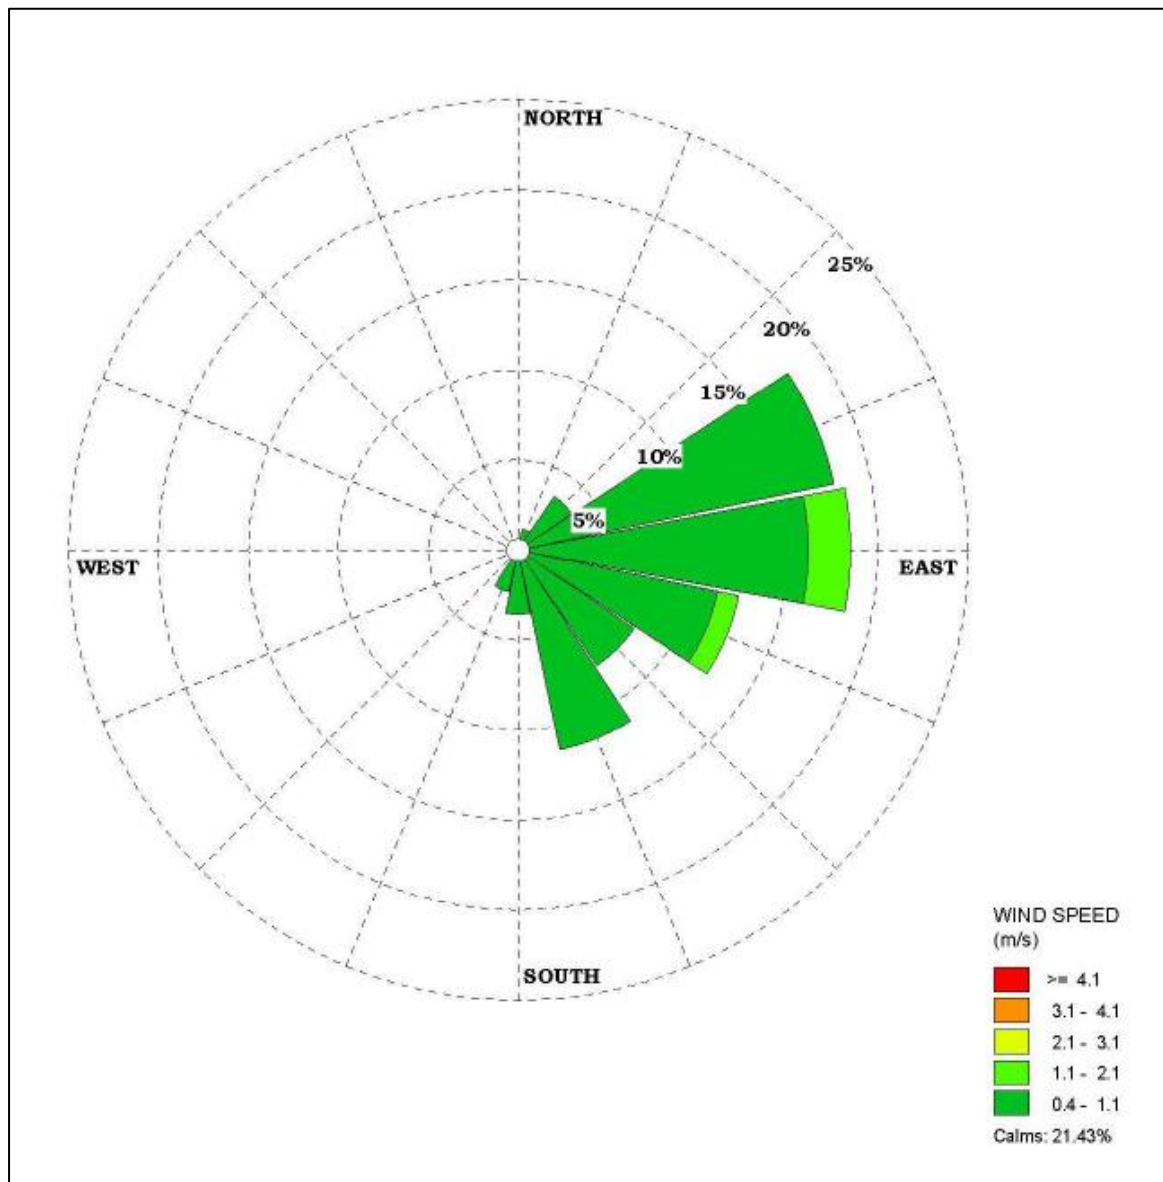 NORTH
25%
20%
15%
10%
5%
WEST
EAST
SOUTH
WIND SPEED
(m/s)
>= 4.1
3.1 - 4.1
2.1 - 3.1
1.1 - 2.1
0.4 - 1.1
Calms: 21.43%